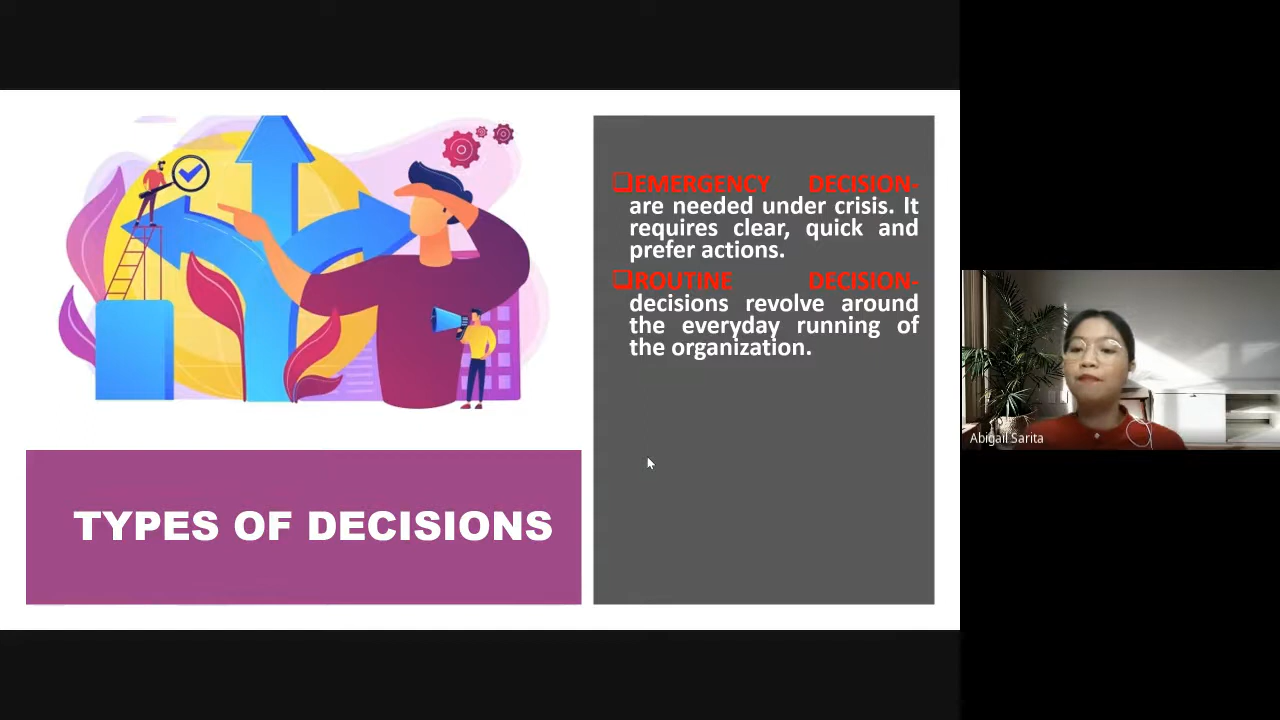 ❑EMERGENCY DECISION-
are needed under crisis. It
requires clear, quick and
prefer actions.
❑ROUTINE DECISION-
decisions revolve around
the everyday running of
the organization.
TYPES OF DECISIONS
Abigail Sarita